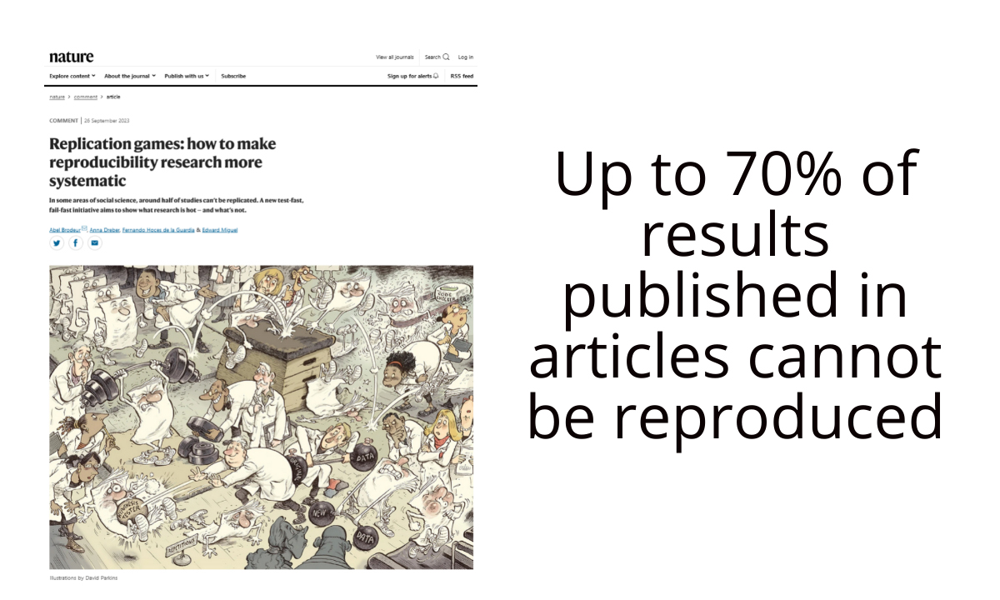 nature
View all journals Search Log in
Explore content About the journal Publish with us Subscribe
Sign up for alerts RSS feed
nature > comment > article
COMMENT | 26 September 2023
Replication games: how to make
reproducibility research more
systematic
In some areas of social science, around half of studies can't be replicated. A new test-fast,
fail-fast initiative aims to show what research is hot — and what's not.
Abel Brodeur, Anna Dreber, Fernando Hoces de la Guardia & Edward Miguel
CODE
CHECKER
DATA
ORIGINAL
HYPOTHESIS
TESTER
NEW
DATA
REPETITIONS
Illustrations by David Parkins
Up to 70% of
results
published in
articles cannot
be reproduced